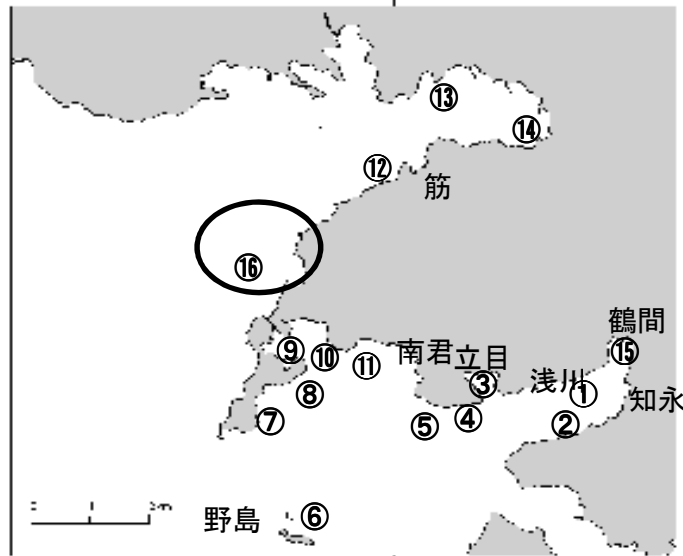 ⑬
⑭
⑫
筋
⑯
鶴間
⑨
⑩
⑪
南君
立目
⑮
③
浅川
①
知永
⑧
⑦
⑤
④
②
野島
⑥